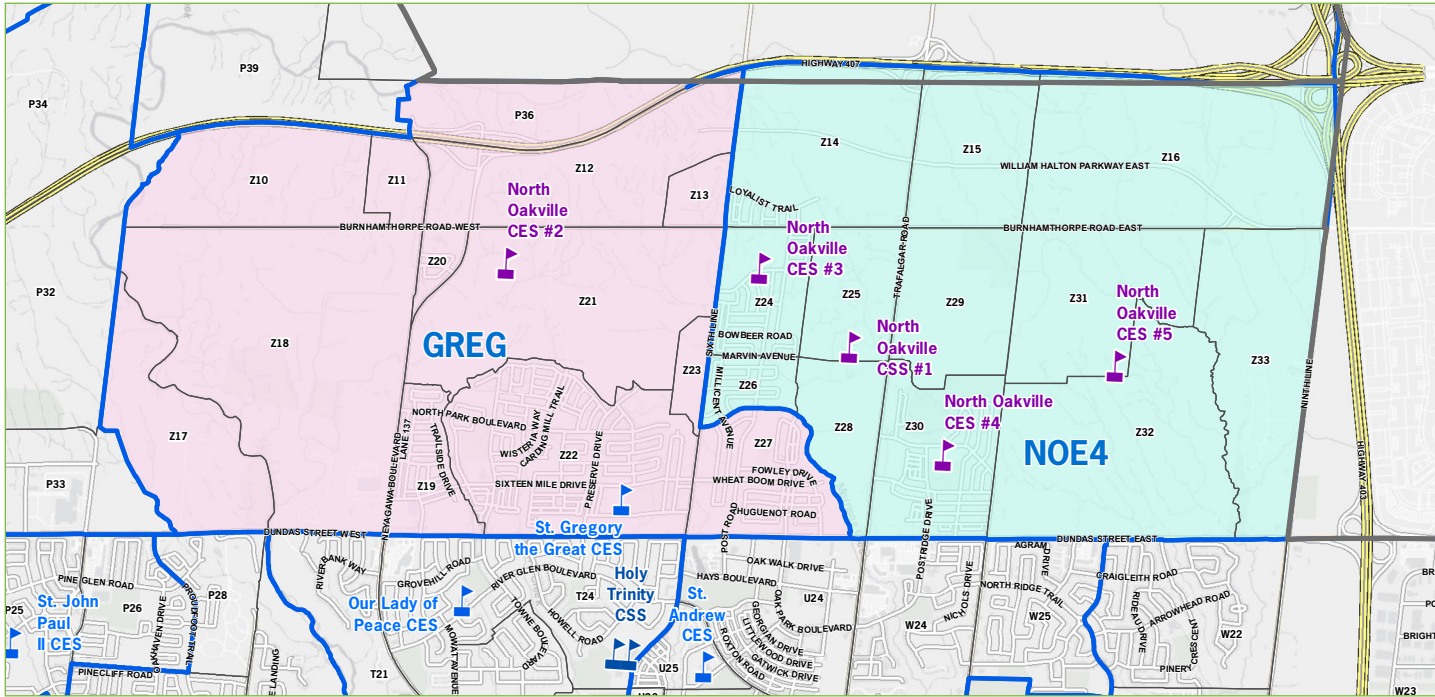 HIGHWAY 407
P39
P34
P36
Z14
Z15
Z16
WILLIAM HALTON PARKWAY EAST
Z12
Z10
Z11
Z13
North
Oakville
CES #2
LOYALIST TRAIL
BURNHAMTHORPE ROAD WEST
BURNHAMTHORPE ROAD EAST
North
Oakville
CES #3
TRAFALGAR ROAD
Z20
P32
Z21
Z24
Z25
Z29
Z31
North
Oakville
CES #5
Z18
GREG
SIXTH LINE
BOWBEER ROAD
MARVIN AVENUE
North
Oakville
CSS #1
Z33
NINTH LINE
Z23
Z26
MILLICENT AVENUE
North Oakville
CES #4
NORTH PARK BOULEVARD
WISTERIA WAY
CARDING MILL TRAIL
TRAILSIDE DRIVE
LANE 137
NEYAGAWA BOULEVARD
Z17
Z22
PRESERVE DRIVE
Z27
Z28
Z30
Z32
NOE4
HIGHWAY 403
FOWLEY DRIVE
WHEAT BOOM DRIVE
SIXTEEN MILE DRIVE
P33
Z19
HUGUENOT ROAD
POST ROAD
POSTRIDGE DRIVE
St. Gregory
the Great CES
DUNDAS STREET WEST
DUNDAS STREET EAST
AGRAM
DRIVE
RIVER
BANK WAY
GROVEHILL ROAD
RIVER GLEN BOULEVARD
OAK WALK DRIVE
HAYS BOULEVARD
CRAIGLEITH ROAD
PINE GLEN ROAD
PROUDFOOT TRAIL
P25
St. John
Paul
II CES
P26
P28
OAKHAVEN DRIVE
Our Lady of
Peace CES
T24
Holy
Trinity
CSS
St.
Andrew
CES
U24
OAK PARK BOULEVARD
GEORGIAN DRIVE
LITTLEWOOD DRIVE
GATWICK DRIVE
ROXTON ROAD
NORTH RIDGE TRAIL
NICHOLS DRIVE
W24
W25
RIDEAU DRIVE
ARROWHEAD ROAD
W22
CRESCENT
PINERY
TOWNE BOULEVARD
HOWELL ROAD
MOWAT AVENUE
PINECLIFF ROAD
LANDING
T21
U25
W23
BRIGHT